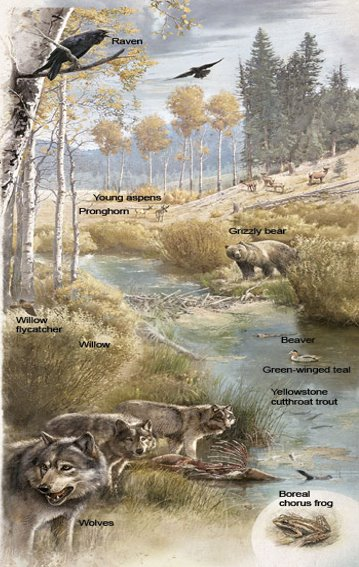 Raven
Young aspens
Pronghorn
Grizzly bear
Willow
flycatcher
Willow
Beaver
Green-winged teal
Yellowstone
cutthroat trout
Boreal
chorus frog
Wolves